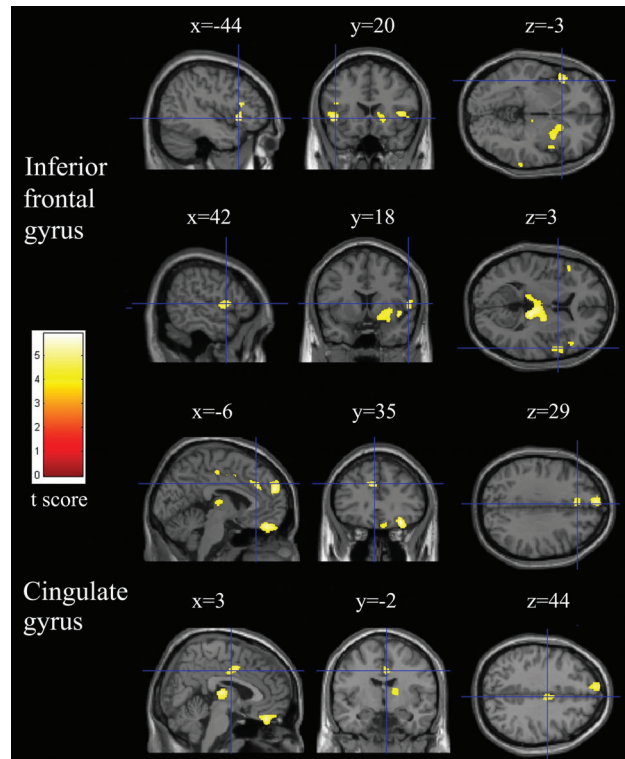 x=-44 y=20 z=-3
Inferior
frontal
gyrus
x=42 y=18 z=3
5
4
3
2
1
0
t score
x=-6 y=35 z=29
Cingulate
gyrus
x=3 y=-2 z=44